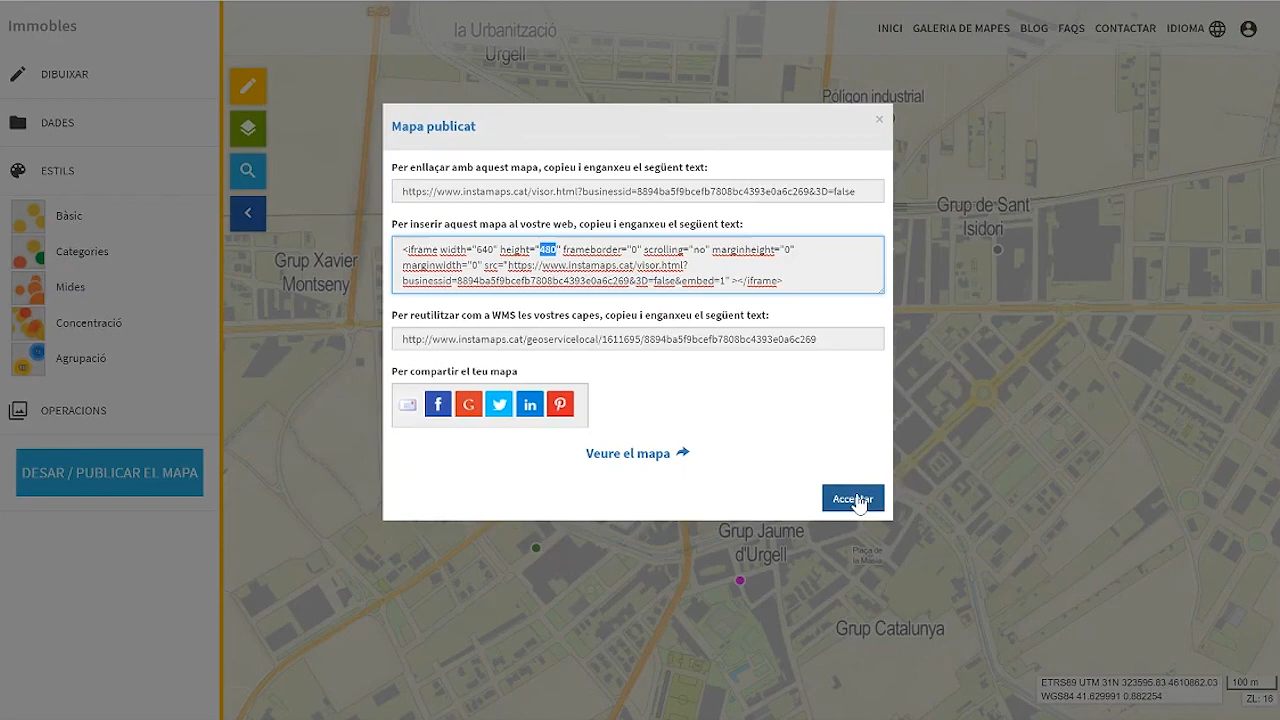 Immobles
DIBUIXAR
DADES
ESTILS
Bàsic
Categories
Mides
Concentració
Agrupació
OPERACIONS
DESAR / PUBLICAR EL MAPA
E-23
la Urbanització
Urgell
INICI GALERIA DE MAPES BLOG FAQS CONTACTAR IDIOMA
Polígon industrial
Grup de Sant
Isidori
Grup Xavier
Montseny
Mapa publicat
×
Per enllaçar amb aquest mapa, copieu i enganxeu el següent text:
https://www.instamaps.cat/visor.html?businessid=8894ba5f9bcefb7808bc4393e0a6c269&3D=false
Per inserir aquest mapa al vostre web, copieu i enganxeu el següent text:
<iframe width="640" height="480" frameborder="0" scrolling="no" marginheight="0"
marginwidth="0" src="https://www.instamaps.cat/visor.html?
businessid=8894ba5f9bcefb7808bc4393e0a6c269&3D=false&embed=1" ></iframe>
Per reutilitzar com a WMS les vostres capes, copieu i enganxeu el següent text:
http://www.instamaps.cat/geoservicelocal/1611695/8894ba5f9bcefb7808bc4393e0a6c269
Per compartir el teu mapa
f G in
Veure el mapa
Acceptar
Grup Jaume
d'Urgell
Plaça de
la Masia
Grup Catalunya
ETRS89 UTM 31N 323595.83 4610862.03
WGS84 41.629991 0.882254
100 m
ZL: 16